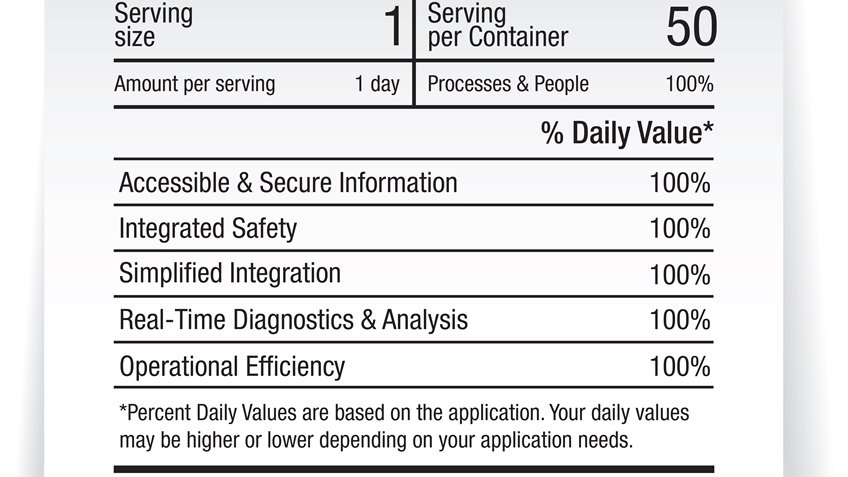 Serving size 1 Serving per Container 50
Amount per serving 1 day Processes & People 100%
% Daily Value*
Accessible & Secure Information 100%
Integrated Safety 100%
Simplified Integration 100%
Real-Time Diagnostics & Analysis 100%
Operational Efficiency 100%
*Percent Daily Values are based on the application. Your daily values
may be higher or lower depending on your application needs.